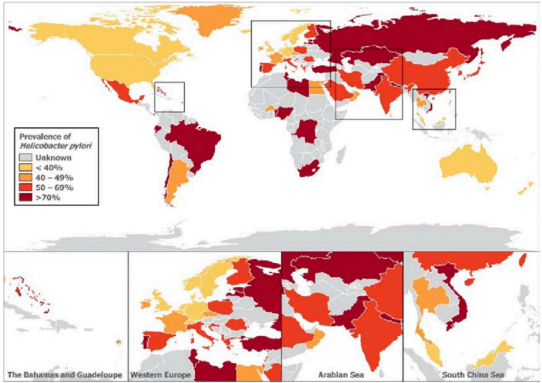 Prevalence of
Helicobacter pylori
Unknown
< 40%
40 – 49%
50 – 69%
>70%
The Bahamas and Guadeloupe
Western Europe
Arabian Sea
South China Sea